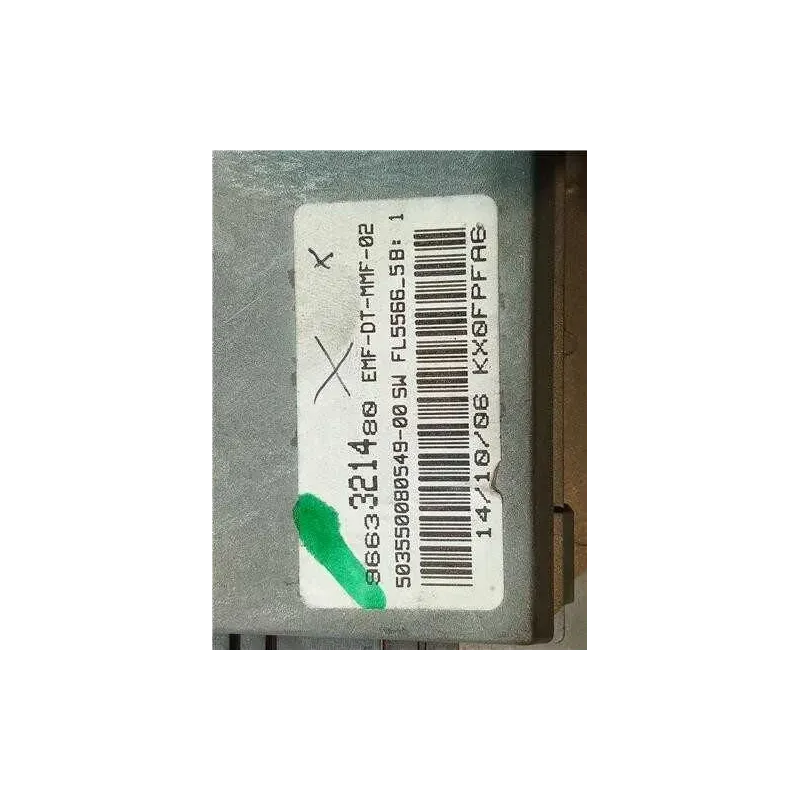 9663321480 EMF-DT-MMF-02
503550080549-00 SW FL5566_5B: 1
14/10/06 KX0FPFA6